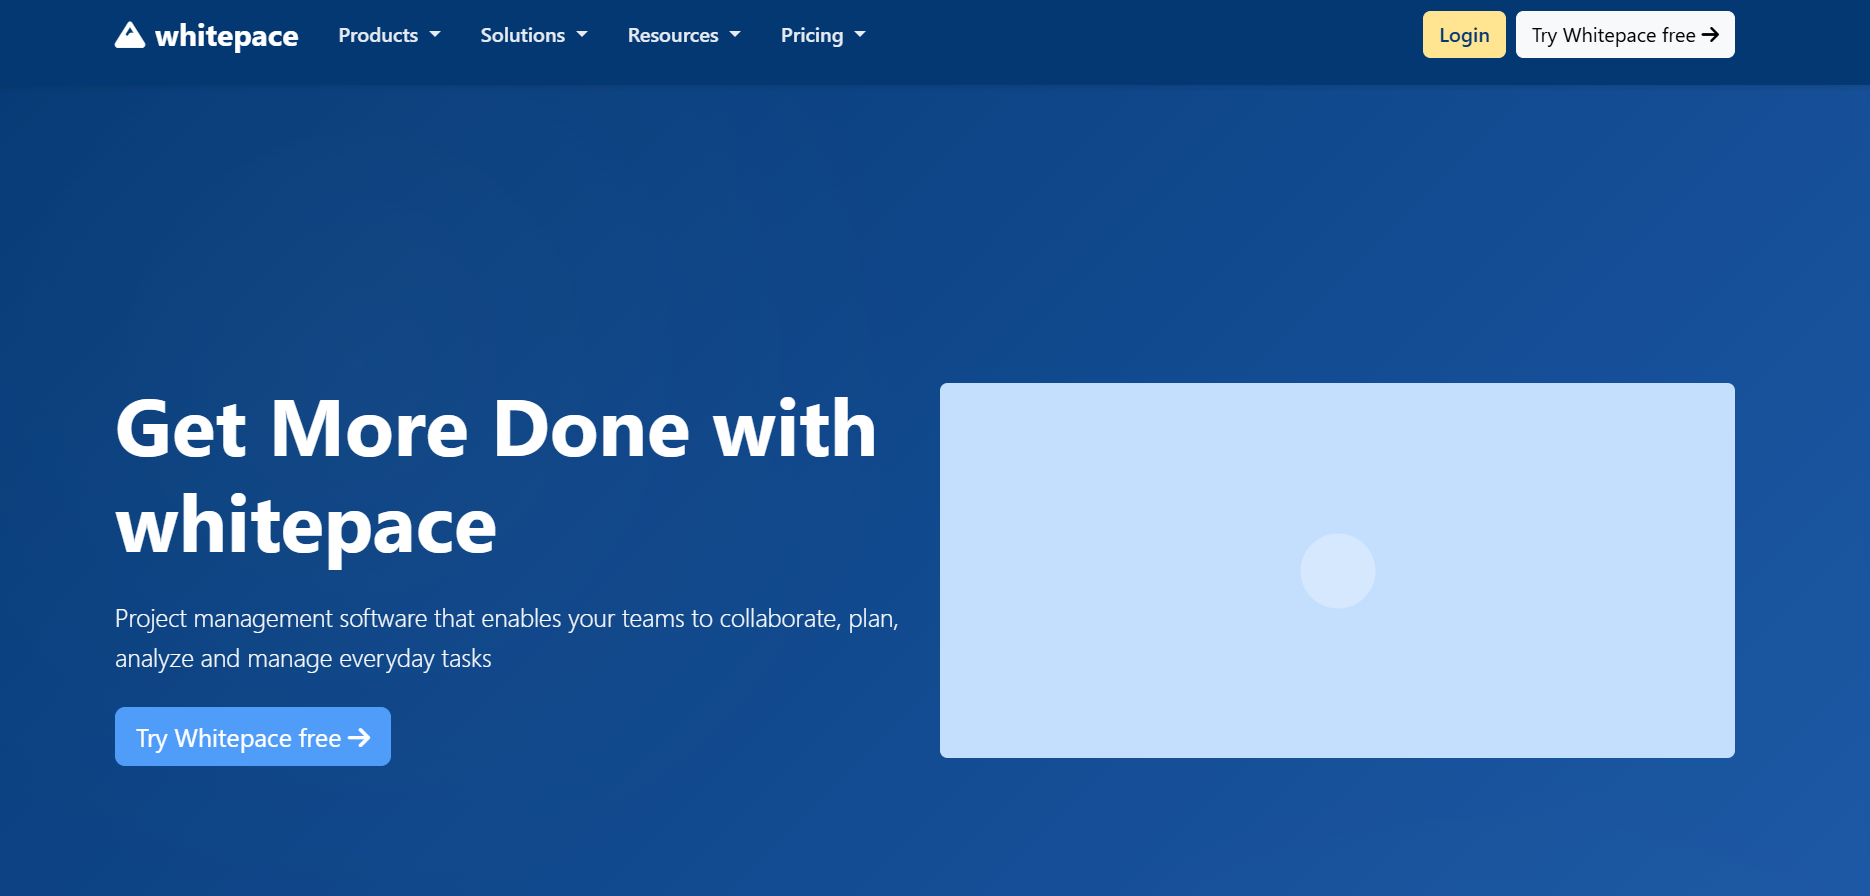 whitepace Products Solutions Resources Pricing Login Try Whitepace free
Get More Done with
whitepace
Project management software that enables your teams to collaborate, plan,
analyze and manage everyday tasks
Try Whitepace free